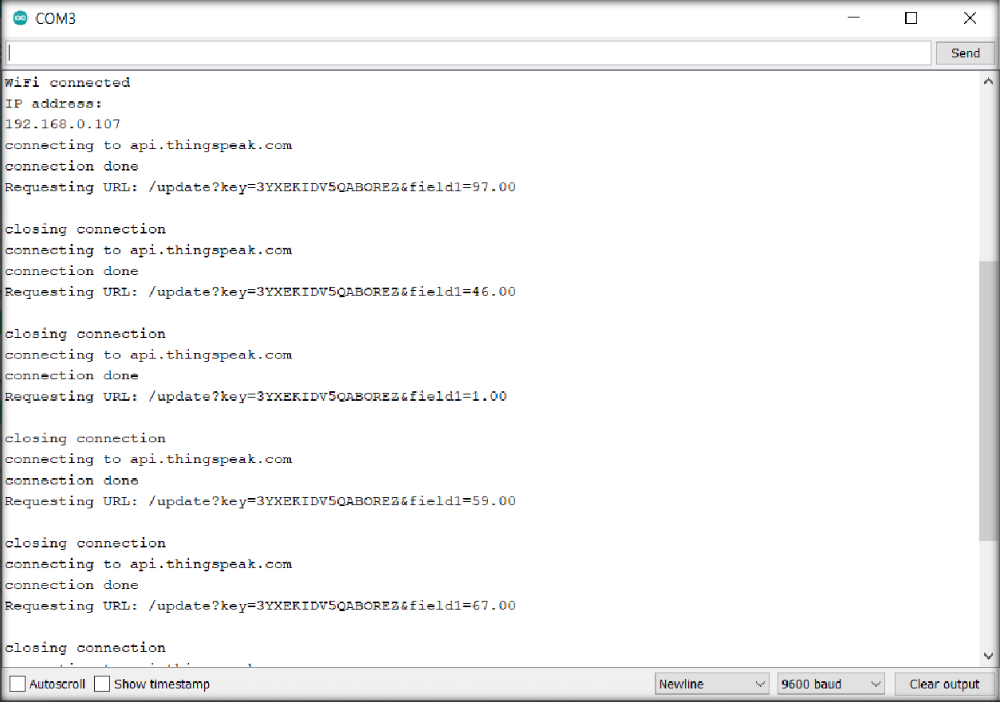 COM3
Send
WiFi connected
IP address:
192.168.0.107
connecting to api.thingspeak.com
connection done
Requesting URL: /update?key=3YXEKIDV5QABOREZ&field1=97.00
closing connection
connecting to api.thingspeak.com
connection done
Requesting URL: /update?key=3YXEKIDV5QABOREZ&field1=46.00
closing connection
connecting to api.thingspeak.com
connection done
Requesting URL: /update?key=3YXEKIDV5QABOREZ&field1=1.00
closing connection
connecting to api.thingspeak.com
connection done
Requesting URL: /update?key=3YXEKIDV5QABOREZ&field1=59.00
closing connection
connecting to api.thingspeak.com
connection done
Requesting URL: /update?key=3YXEKIDV5QABOREZ&field1=67.00
closing connection
Autoscroll Show timestamp Newline 9600 baud Clear output